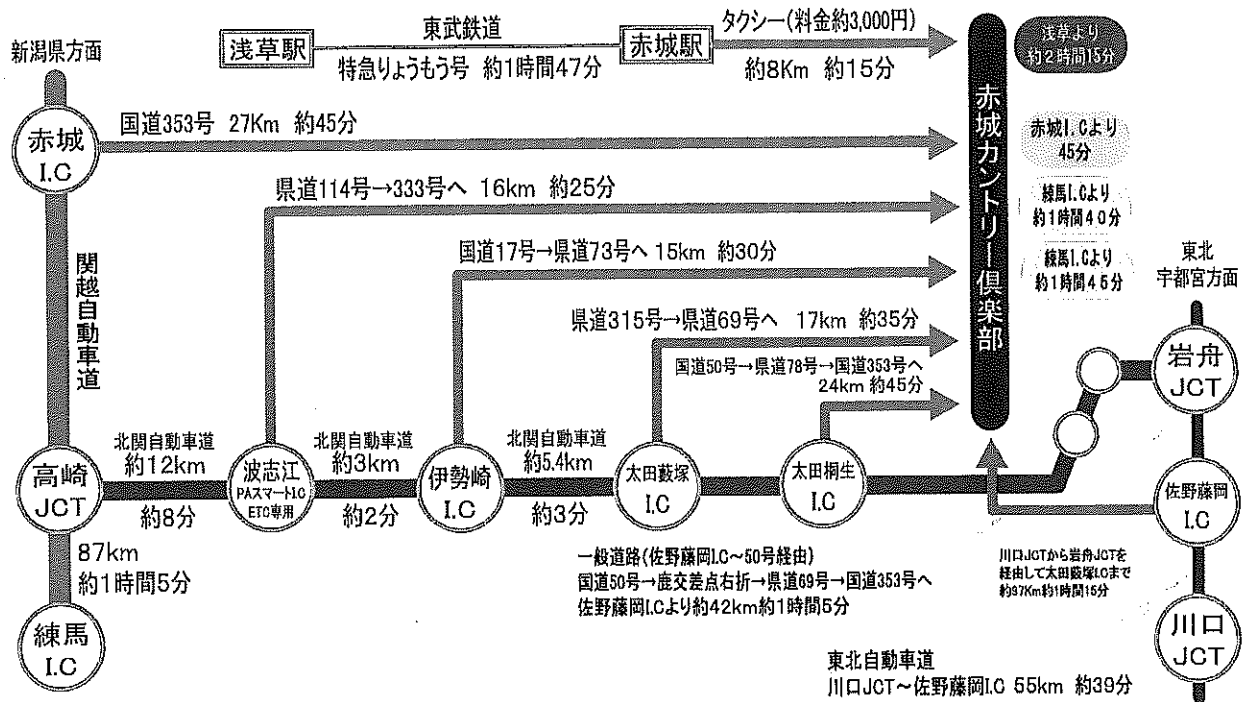 新潟県方面
浅草駅
東武鉄道
特急りょうもう号 約1時間47分
赤城駅
タクシー(料金約3,000円)
約8Km 約15分
浅草より
約2時間15分
赤城
I.C
国道353号 27Km 約45分
赤城カントリー倶楽部
赤城I.Cより
45分
県道114号→333号へ 16km 約25分
練馬I.Cより
約1時間40分
国道17号→県道73号へ 15km 約30分
練馬I.Cより
約1時間45分
関越自動車道
東北
宇都宮方面
県道315号→県道69号へ 17km 約35分
国道50号→県道78号→国道353号へ
24km 約45分
岩舟
JCT
高崎
JCT
北関自動車道
約12km
約8分
波志江
PAスマートI.C
ETC専用
北関自動車道
約3km
約2分
伊勢崎
I.C
北関自動車道
約5.4km
約3分
太田藪塚
I.C
太田桐生
I.C
佐野藤岡
I.C
87km
約1時間5分
練馬
I.C
一般道路(佐野藤岡I.C～50号経由)
国道50号→鹿交差点右折→県道69号→国道353号へ
佐野藤岡I.Cより約42km約1時間5分
川口JCTから岩舟JCTを
経由して太田藪塚I.Cまで
約97Km約1時間15分
川口
JCT
東北自動車道
川口JCT～佐野藤岡I.C 55km 約39分